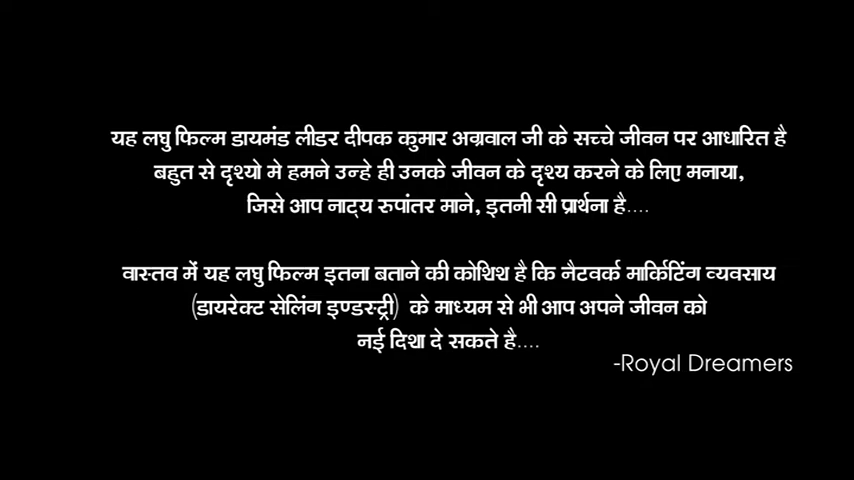 यह लघु फिल्म डायमंड लीडर दीपक कुमार अग्रवाल जी के सच्चे जीवन पर आधारित है
बहुत से दृश्यो मे हमने उन्हे ही उनके जीवन के दृश्य करने के लिए मनाया,
जिसे आप नाट्य रुपांतर माने, इतनी सी प्रार्थना है....
वास्तव में यह लघु फिल्म इतना बताने की कोशिश है कि नैटवर्क मार्किटिंग व्यवसाय
(डायरेक्ट सेलिंग इण्डस्ट्री) के माध्यम से भी आप अपने जीवन को
नई दिशा दे सकते है....
-Royal Dreamers